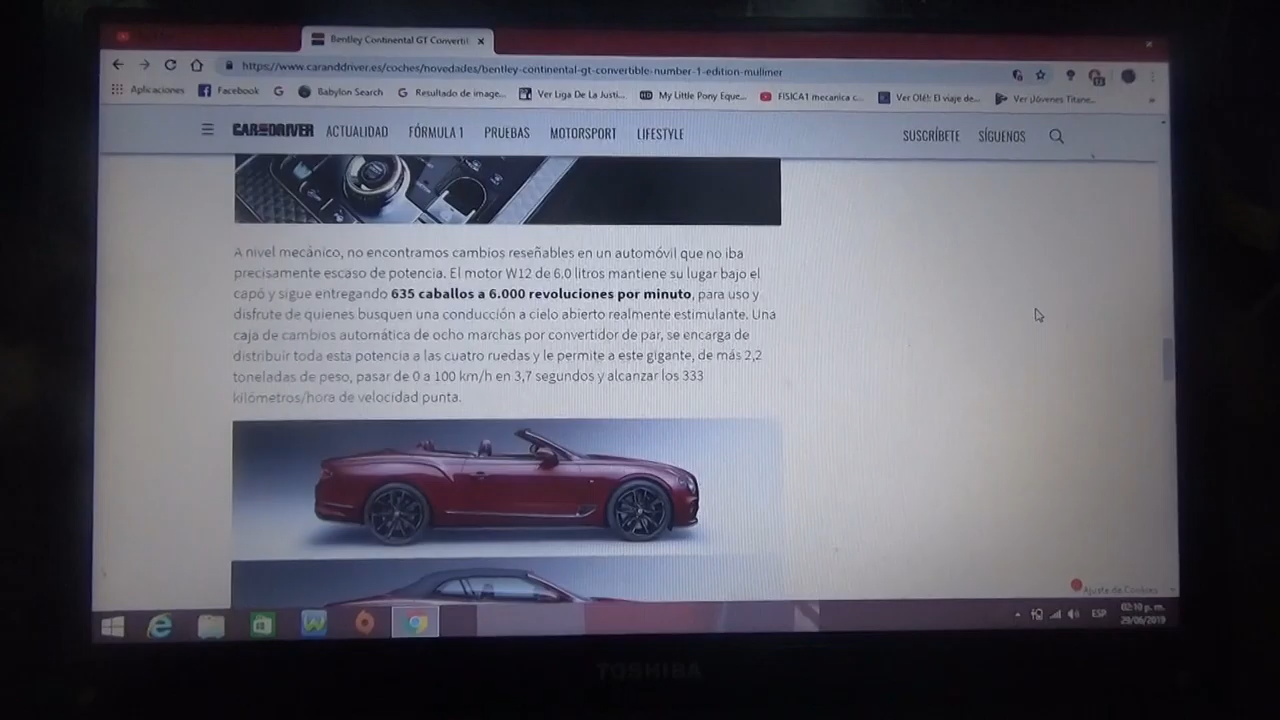 Bentley Continental GT Convertil
https://www.caranddriver.es/coches/novedades/bentley-continental-gt-convertible-number-1-edition-mulliner
Aplicaciones Facebook Babylon Search Resultado de image... Ver Liga De La Justi... My Little Pony Eque... FISICA1 mecanica c... Ver Olé!: El viaje de... Ver ¡Jóvenes Titane...
CAR AND DRIVER ACTUALIDAD FÓRMULA 1 PRUEBAS MOTORSPORT LIFESTYLE SUSCRÍBETE SÍGUENOS
A nivel mecánico, no encontramos cambios reseñables en un automóvil que no iba
precisamente escaso de potencia. El motor W12 de 6.0 litros mantiene su lugar bajo el
capó y sigue entregando 635 caballos a 6.000 revoluciones por minuto, para uso y
disfrute de quienes busquen una conducción a cielo abierto realmente estimulante. Una
caja de cambios automática de ocho marchas por convertidor de par, se encarga de
distribuir toda esta potencia a las cuatro ruedas y le permite a este gigante, de más 2,2
toneladas de peso, pasar de 0 a 100 km/h en 3,7 segundos y alcanzar los 333
kilómetros/hora de velocidad punta.
Ajuste de Cookies
ESP 02:10 p. m.
29/06/2019
TOSHIBA